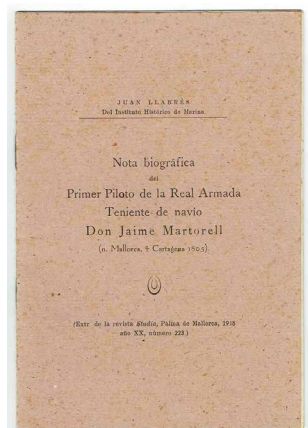 JUAN LLABRÉS
Del Instituto Histórico de Marina
Nota biográfica
del
Primer Piloto de la Real Armada
Teniente de navío
Don Jaime Martorell
(n. Mallorca, † Cartagena 1805)
(Extr. de la revista Studia, Palma de Mallorca, 1948
año XX, número 223.)